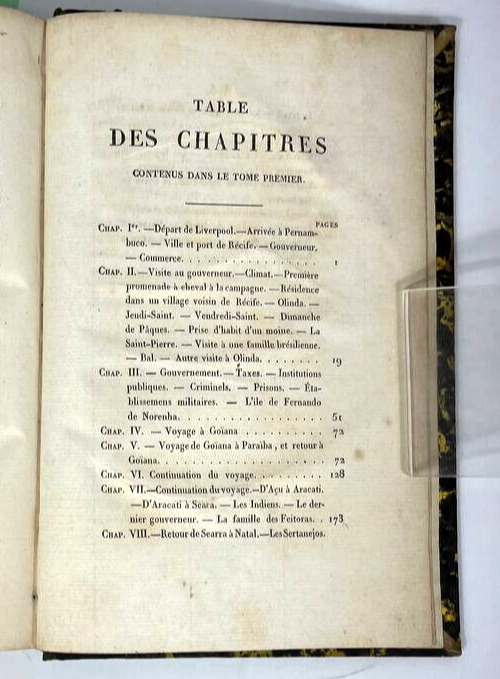 TABLE
DES CHAPITRES
CONTENUS DANS LE TOME PREMIER.
PAGES
CHAP. Ier. —Départ de Liverpool.—Arrivée à Pernam-
buco. — Ville et port de Récife. — Gouverneur.
— Commerce. . . . . . . . . . . . . . . 1
CHAP. II.—Visite au gouverneur.—Climat.—Première
promenade à cheval à la campagne. — Résidence
dans un village voisin de Récife. — Olinda. —
Jeudi-Saint. — Vendredi-Saint. — Dimanche
de Pâques. — Prise d'habit d'un moine. — La
Saint-Pierre. — Visite à une famille brésilienne.
— Bal. — Autre visite à Olinda. . . . . . . . 19
CHAP. III. — Gouvernement. — Taxes. — Institutions
publiques. — Criminels. — Prisons. — Éta-
blissemens militaires. — L'île de Fernando
de Norenha. . . . . . . . . . . . . . . . 51
CHAP. IV. — Voyage à Goïana . . . . . . . . . . 72
CHAP. V. — Voyage de Goïana à Paraïba, et retour à
Goïana. . . . . . . . . . . . . . . . . . 72
CHAP. VI. Continuation du voyage. . . . . . . . . 128
CHAP. VII.—Continuation du voyage.—D'Açu à Aracati.
—D'Aracati à Seara. — Les Indiens. — Le der-
nier gouverneur. — La famille des Feitoras. . 173
CHAP. VIII.—Retour de Searra à Natal.—Les Sertanejos.